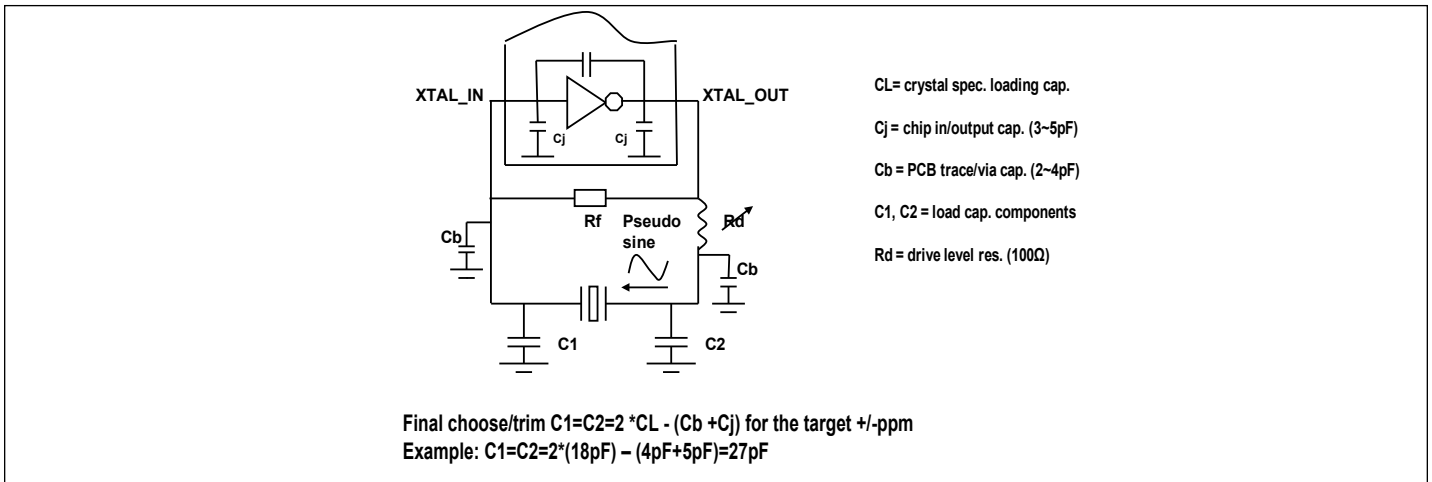 XTAL_IN
XTAL_OUT
Cj
Cj
Rf
Pseudo
sine
Rd
Cb
Cb
C1
C2
CL= crystal spec. loading cap.
Cj = chip in/output cap. (3~5pF)
Cb = PCB trace/via cap. (2~4pF)
C1, C2 = load cap. components
Rd = drive level res. (100Ω)
Final choose/trim C1=C2=2 *CL - (Cb +Cj) for the target +/-ppm
Example: C1=C2=2*(18pF) – (4pF+5pF)=27pF